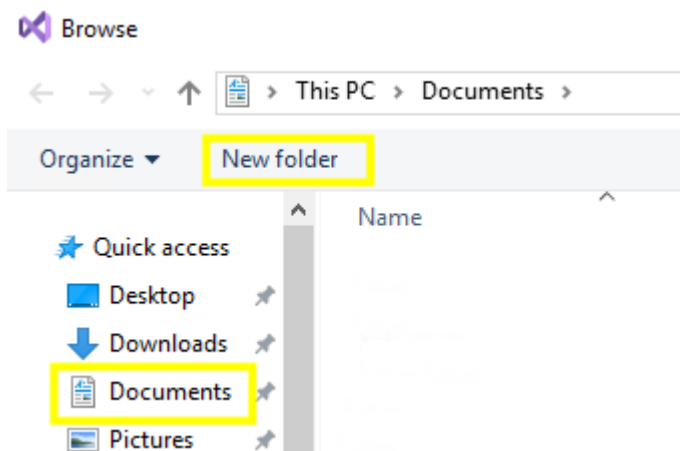 Browse
This PC > Documents >
Organize New folder
Name
Quick access
Desktop
Downloads
Documents
Pictures